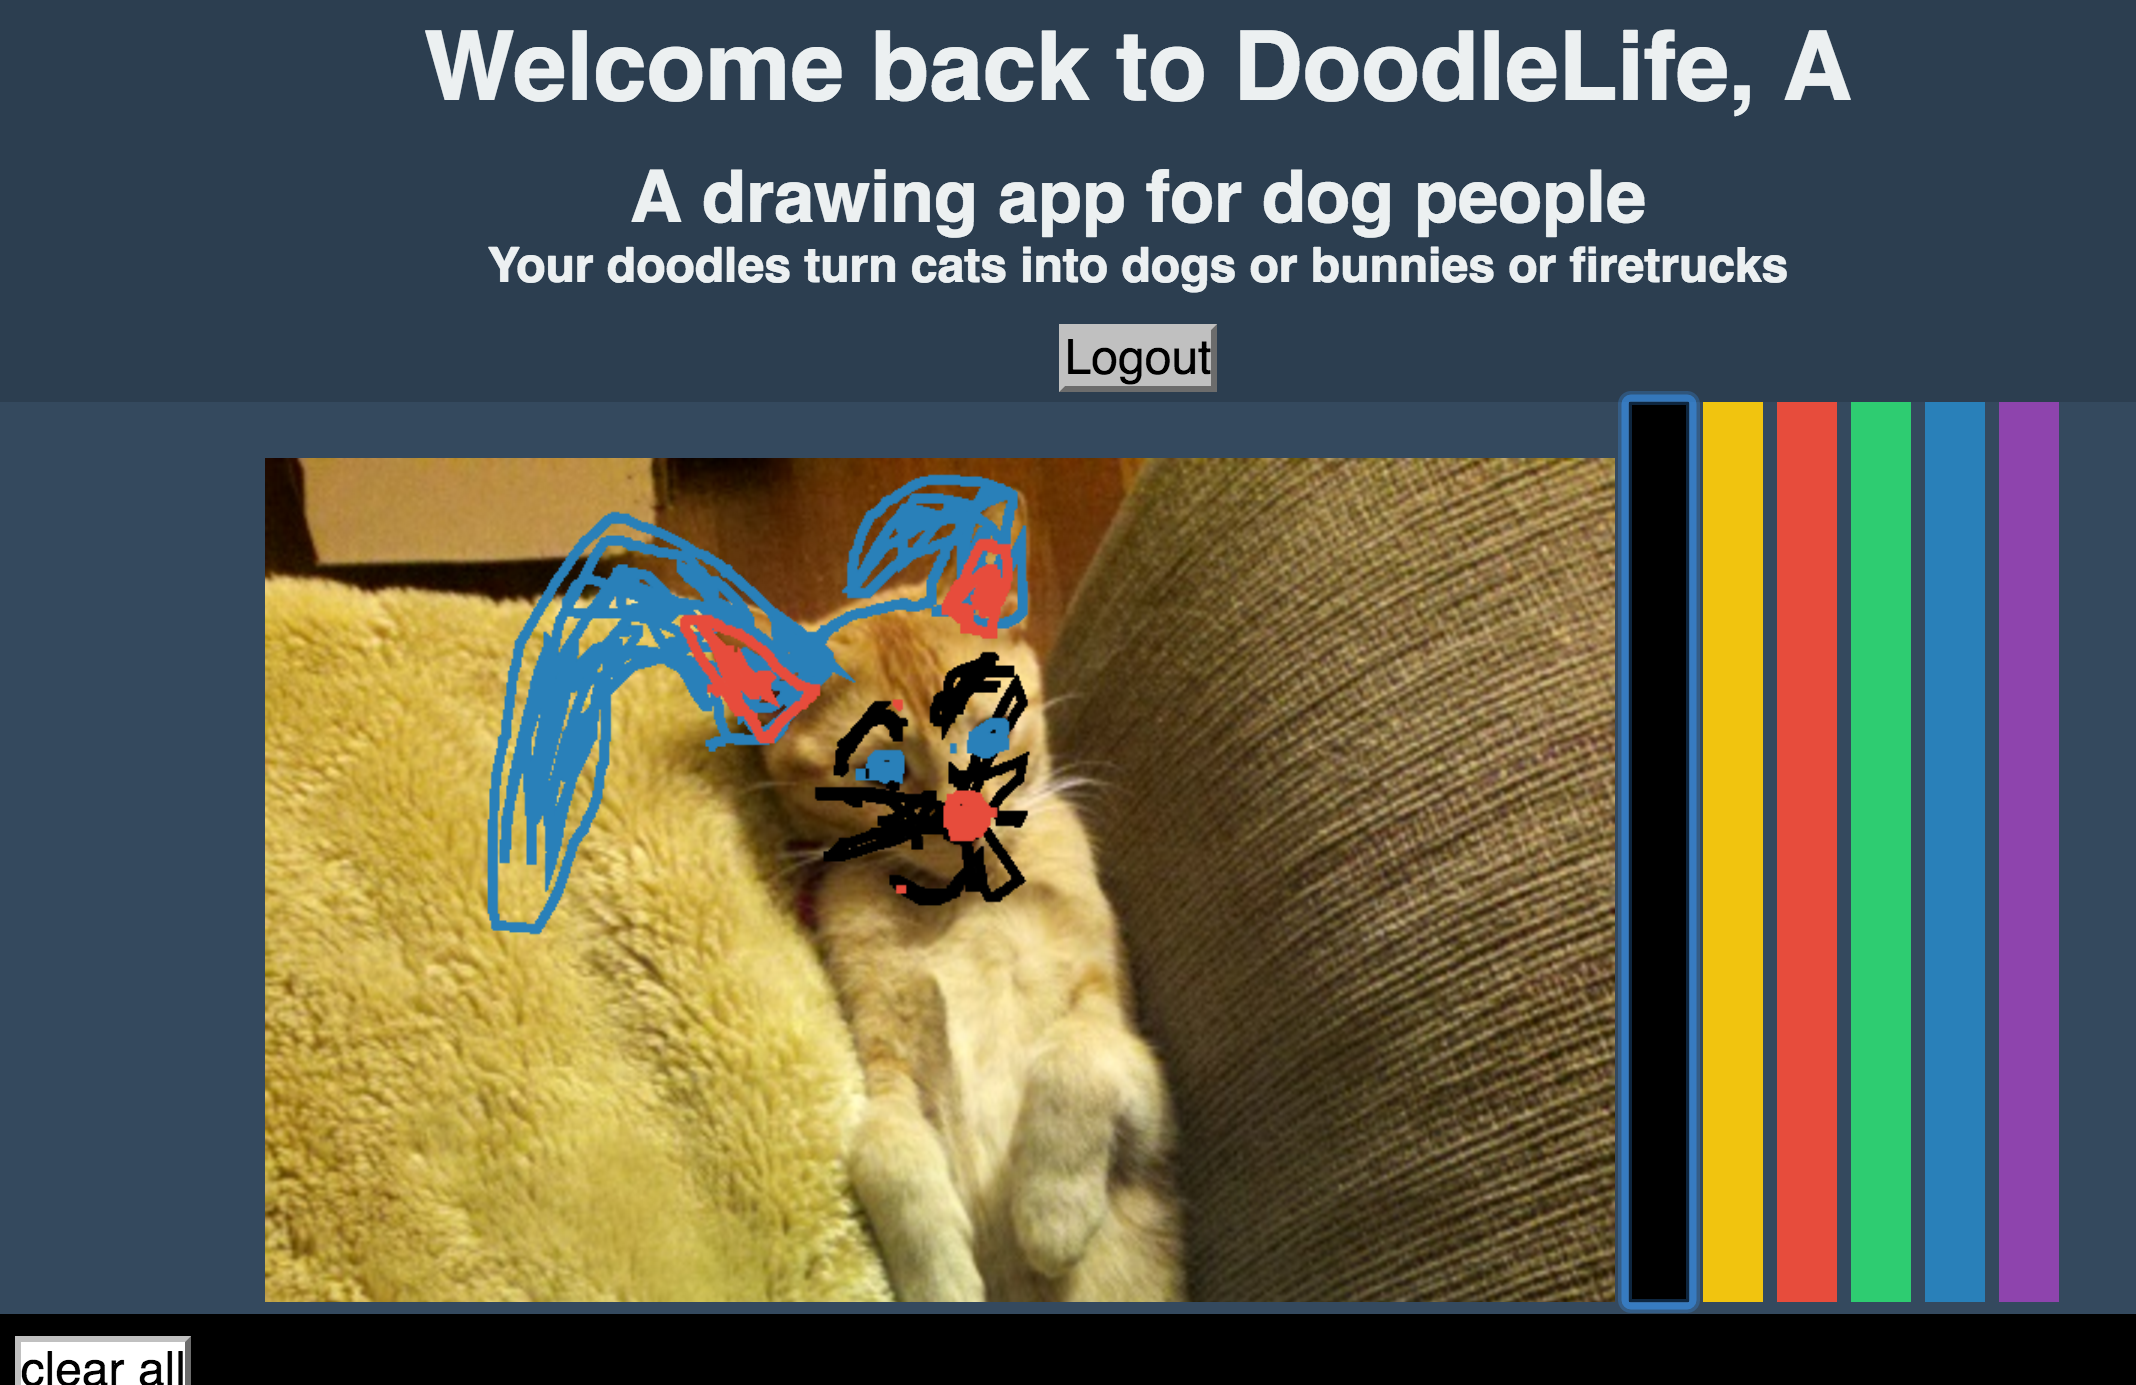 Welcome back to DoodleLife, A
A drawing app for dog people
Your doodles turn cats into dogs or bunnies or firetrucks
Logout
clear all